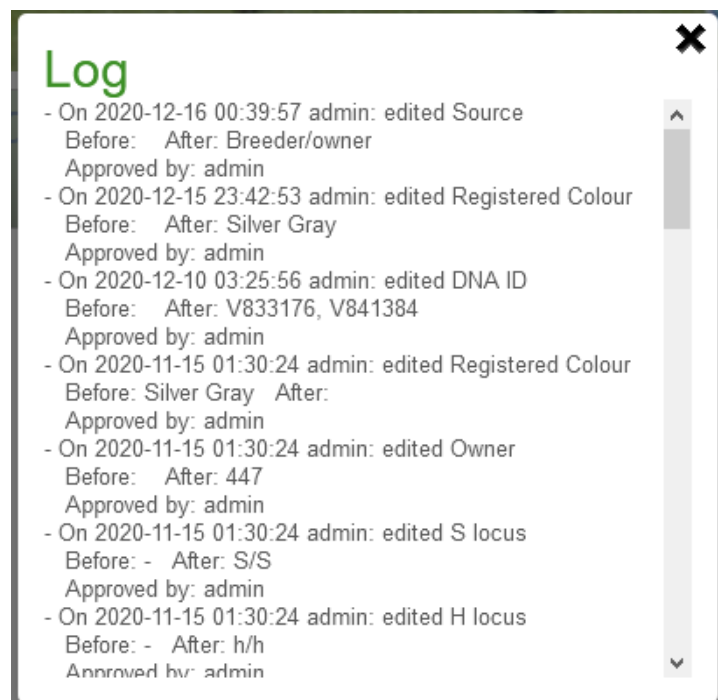 Log
- On 2020-12-16 00:39:57 admin: edited Source
Before: After: Breeder/owner
Approved by: admin
- On 2020-12-15 23:42:53 admin: edited Registered Colour
Before: After: Silver Gray
Approved by: admin
- On 2020-12-10 03:25:56 admin: edited DNA ID
Before: After: V833176, V841384
Approved by: admin
- On 2020-11-15 01:30:24 admin: edited Registered Colour
Before: Silver Gray After:
Approved by: admin
- On 2020-11-15 01:30:24 admin: edited Owner
Before: After: 447
Approved by: admin
- On 2020-11-15 01:30:24 admin: edited S locus
Before: - After: S/S
Approved by: admin
- On 2020-11-15 01:30:24 admin: edited H locus
Before: - After: h/h
Approved by: admin